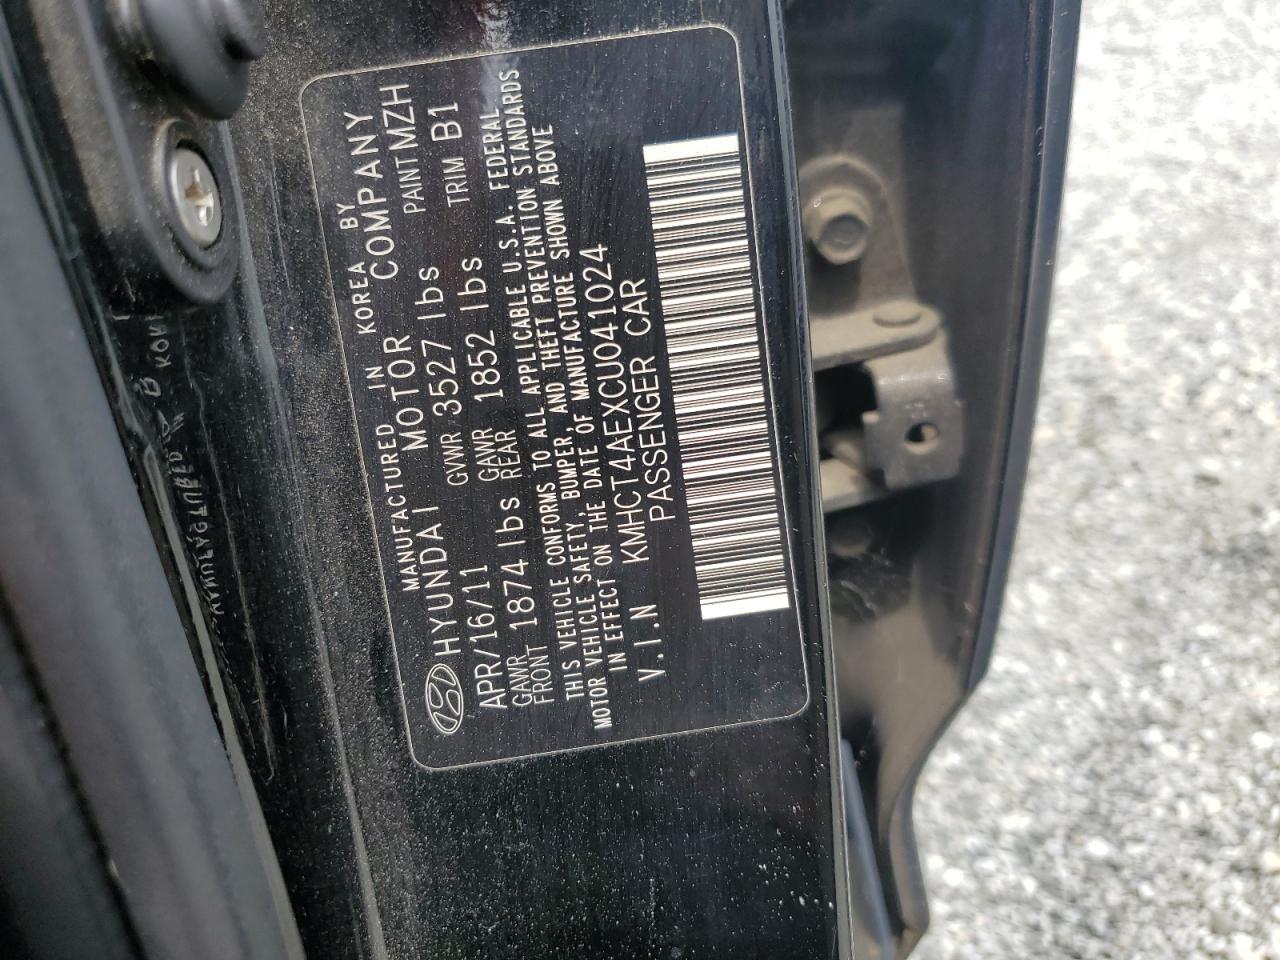 MANUFACTURED IN KOREA BY
HYUNDAI MOTOR COMPANY
APR/16/11 GVWR 3527 lbs PAINT MZH
GAWR FRONT 1874 lbs GAWR REAR 1852 lbs TRIM B1
THIS VEHICLE CONFORMS TO ALL APPLICABLE U.S.A. FEDERAL
MOTOR VEHICLE SAFETY, BUMPER, AND THEFT PREVENTION STANDARDS
IN EFFECT ON THE DATE OF MANUFACTURE SHOWN ABOVE
V.I.N KMHCT4AEXCU041024
PASSENGER CAR